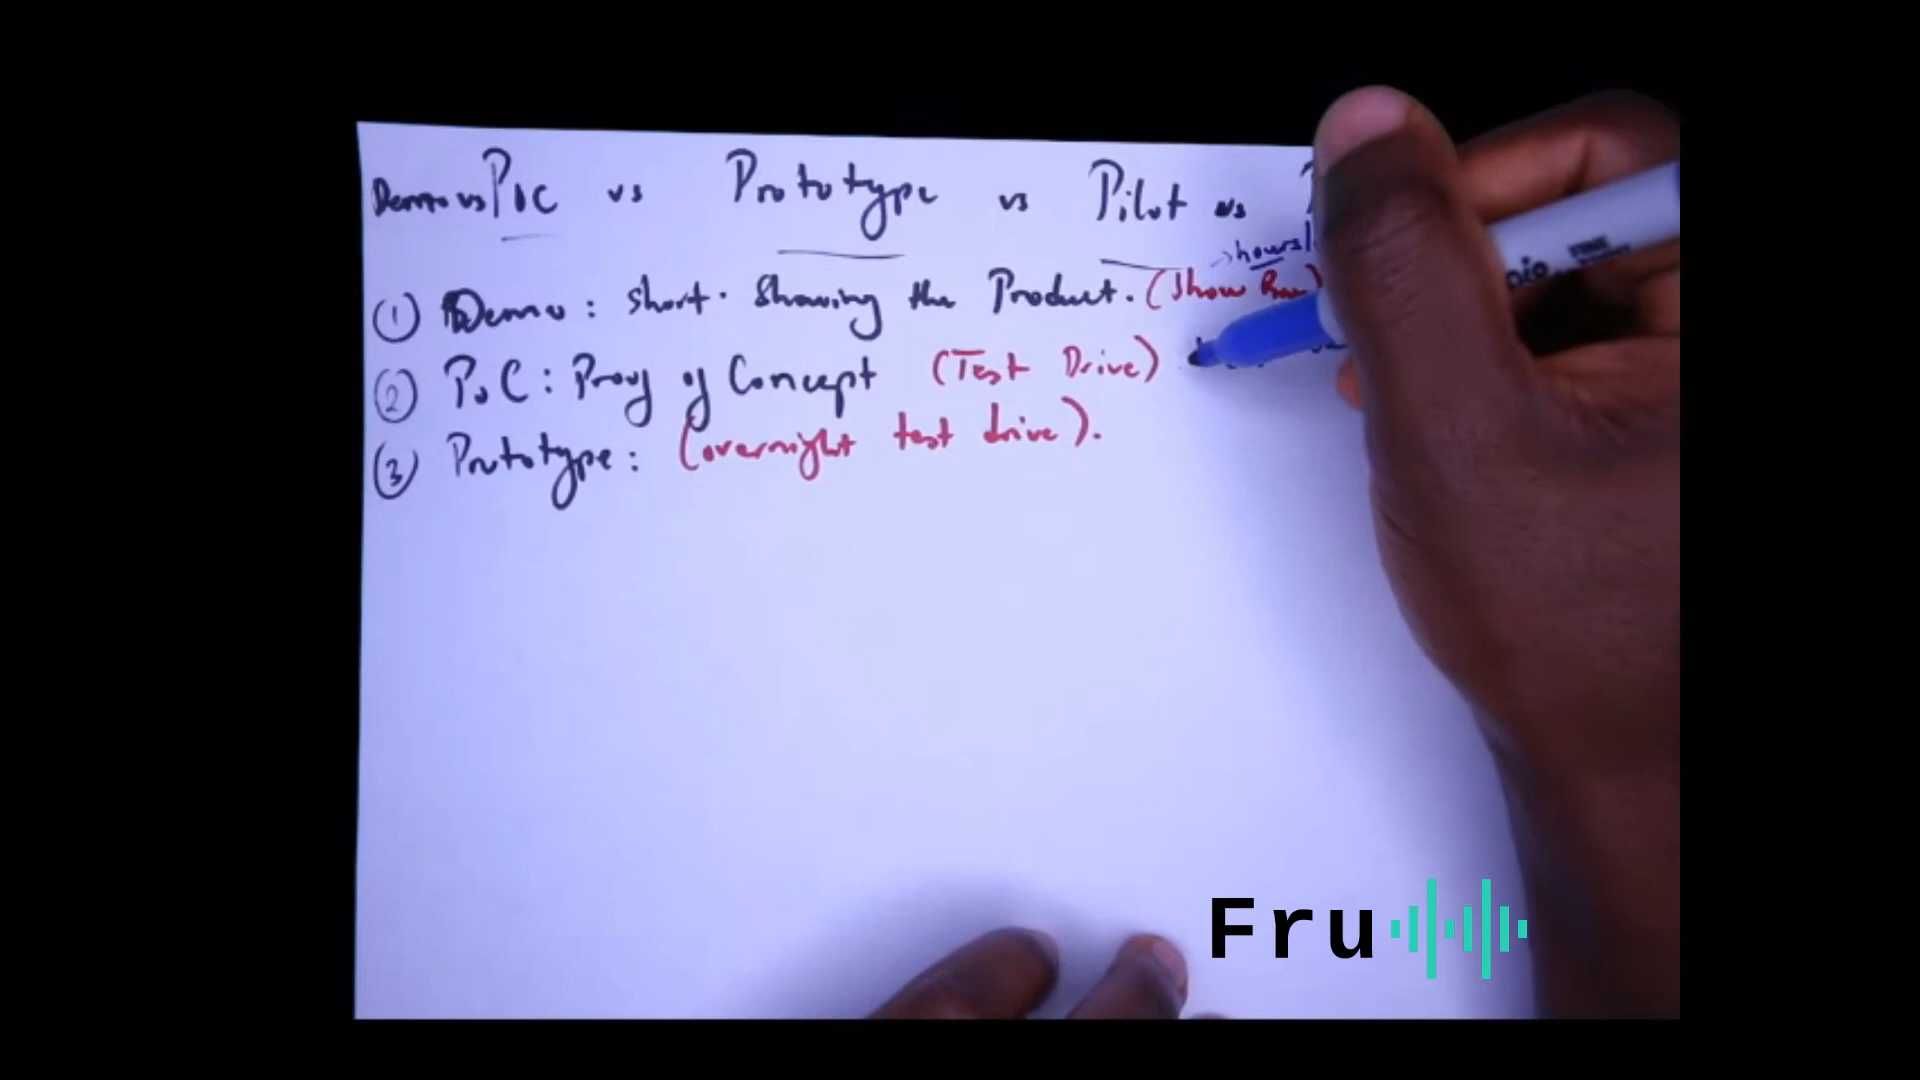 Demo vs PoC vs Prototype vs Pilot vs
→hours/
① Demo: short. Showing the Product. (Show
② PoC: Proof of Concept (Test Drive)
③ Prototype: (overnight test drive).
Fru